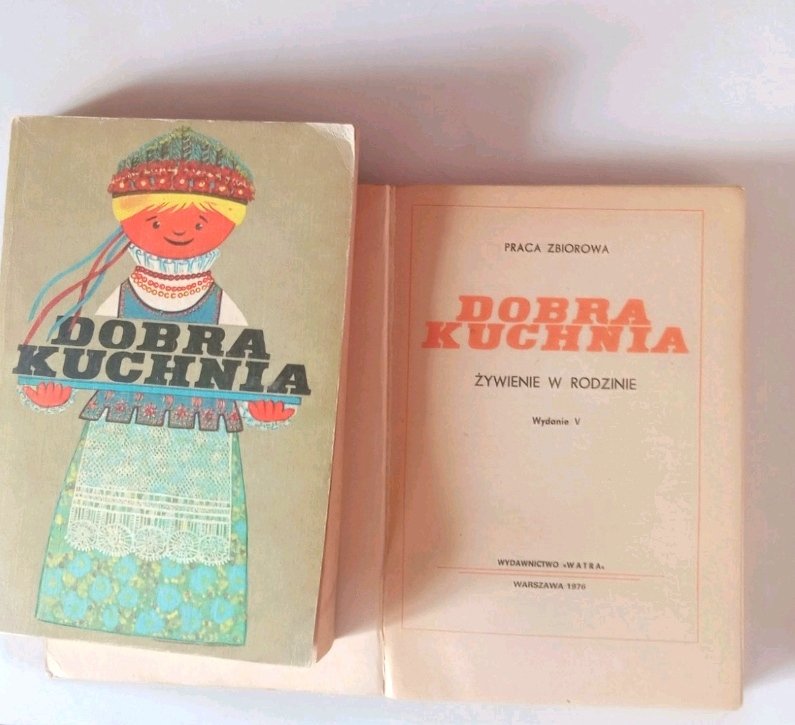 DOBRA
KUCHNIA
PRACA ZBIOROWA
DOBRA
KUCHNIA
ŻYWIENIE W RODZINIE
Wydanie V
WYDAWNICTWO »WATRA«
WARSZAWA 1976